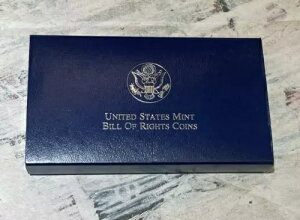 UNITED STATES MINT
BILL OF RIGHTS COINS